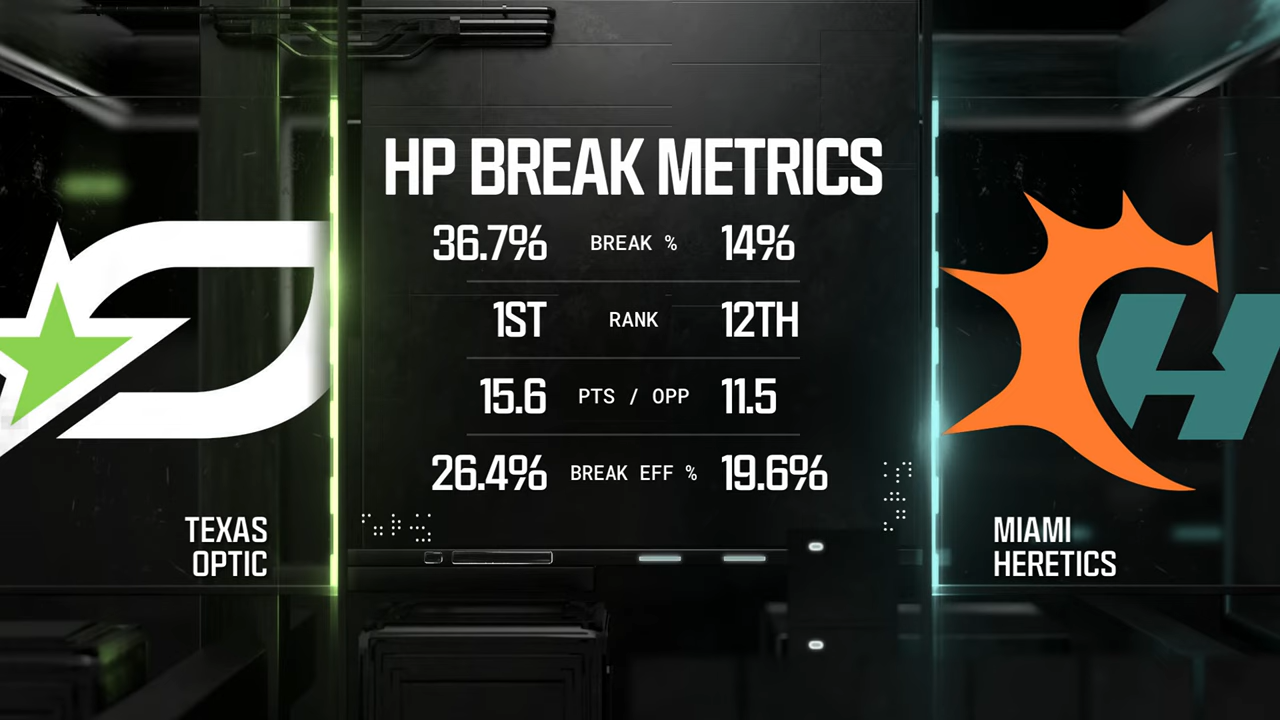 HP BREAK METRICS
36.7% BREAK % 14%
1ST RANK 12TH
15.6 PTS / OPP 11.5
26.4% BREAK EFF % 19.6%
TEXAS
OPTIC
MIAMI
HERETICS
H